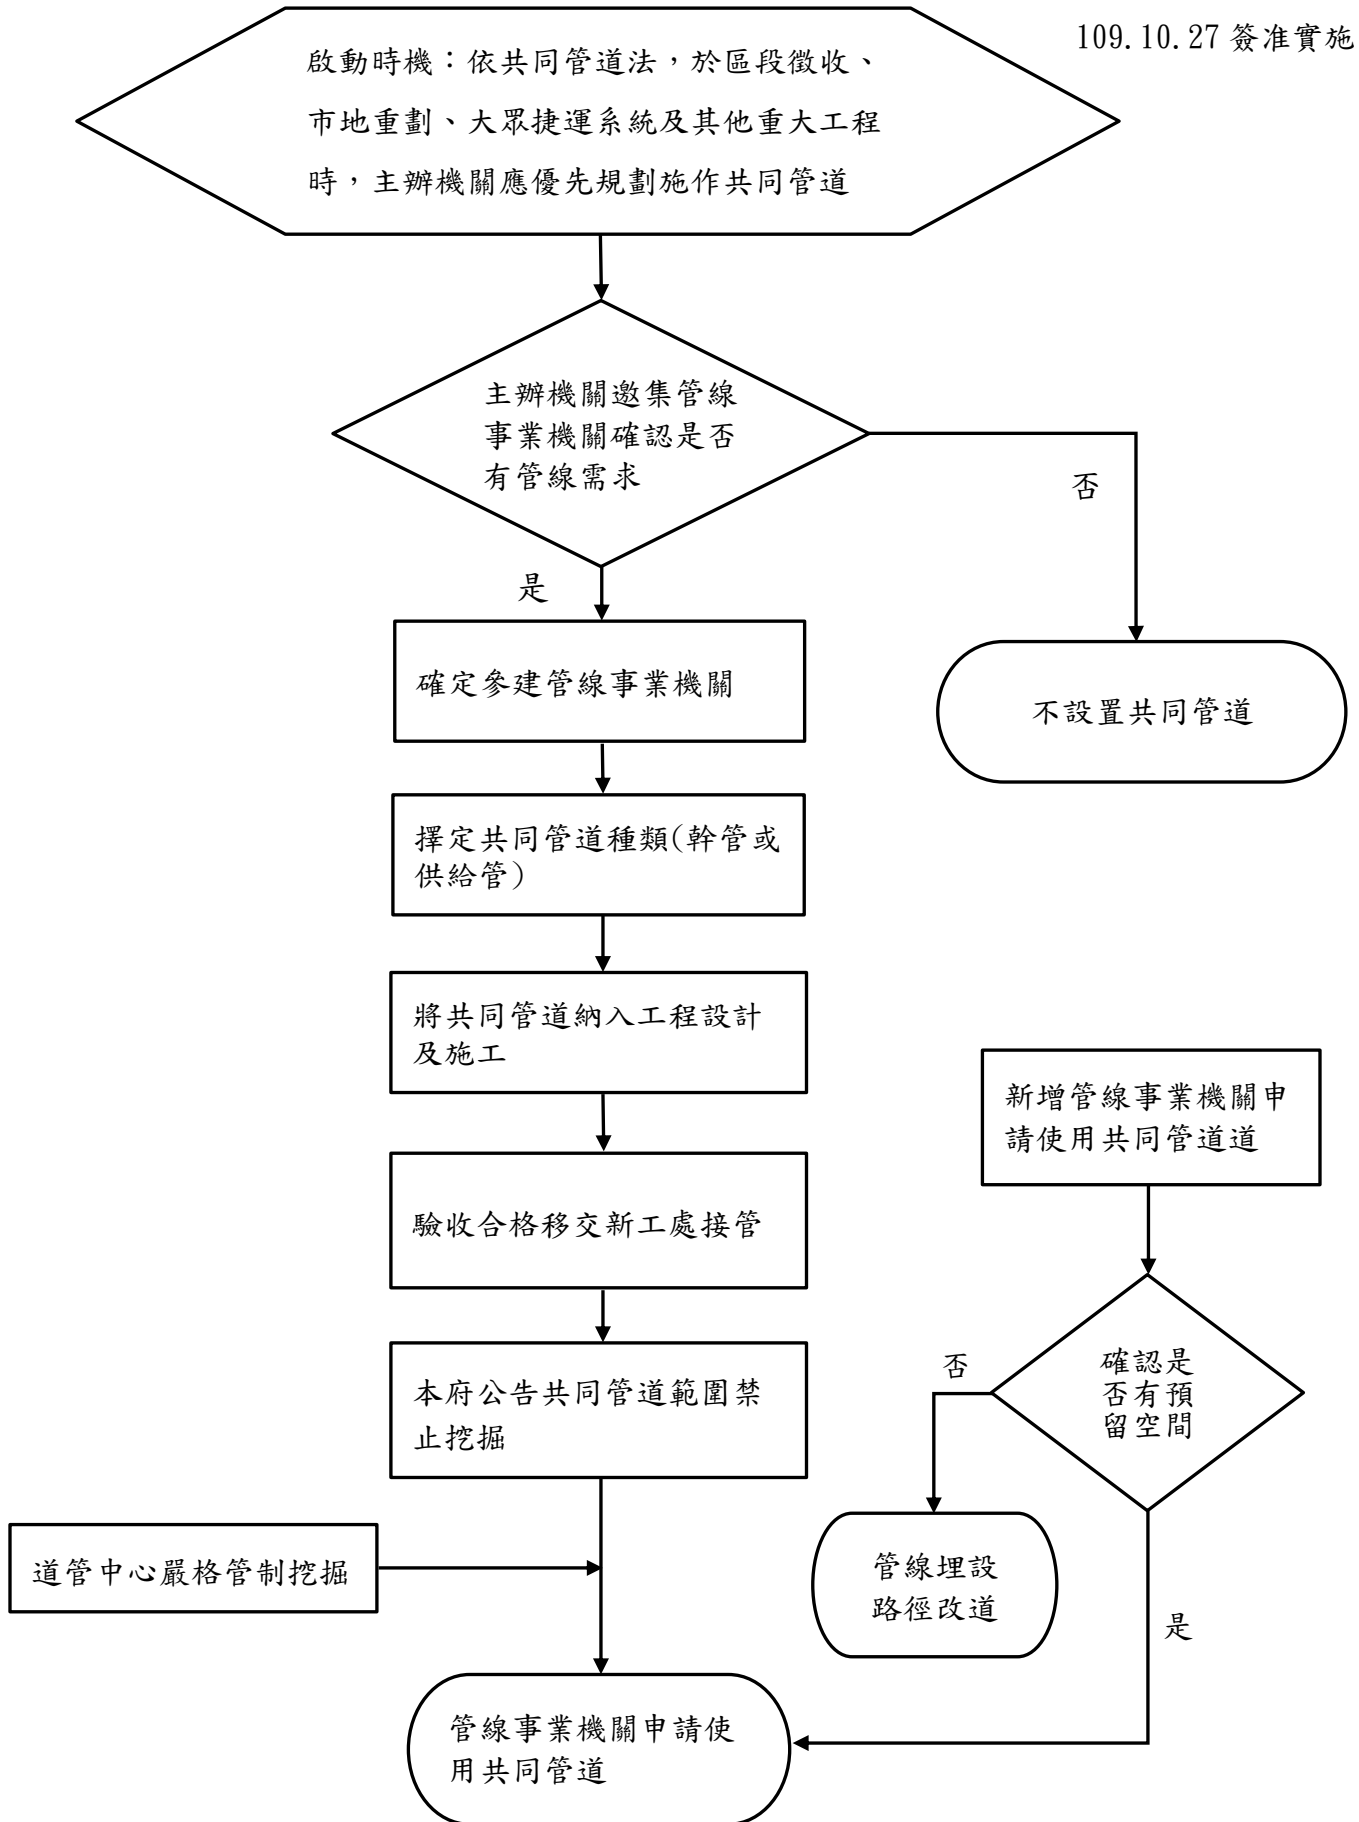 109.10.27 簽准實施
啟動時機：依共同管道法，於區段徵收、
市地重劃、大眾捷運系統及其他重大工程
時，主辦機關應優先規劃施作共同管道
主辦機關邀集管線
事業機關確認是否
有管線需求
否
是
確定參建管線事業機關
不設置共同管道
擇定共同管道種類(幹管或
供給管)
將共同管道納入工程設計
及施工
新增管線事業機關申
請使用共同管道道
驗收合格移交新工處接管
本府公告共同管道範圍禁
止挖掘
否
確認是
否有預
留空間
道管中心嚴格管制挖掘
管線埋設
路徑改道
是
管線事業機關申請使
用共同管道